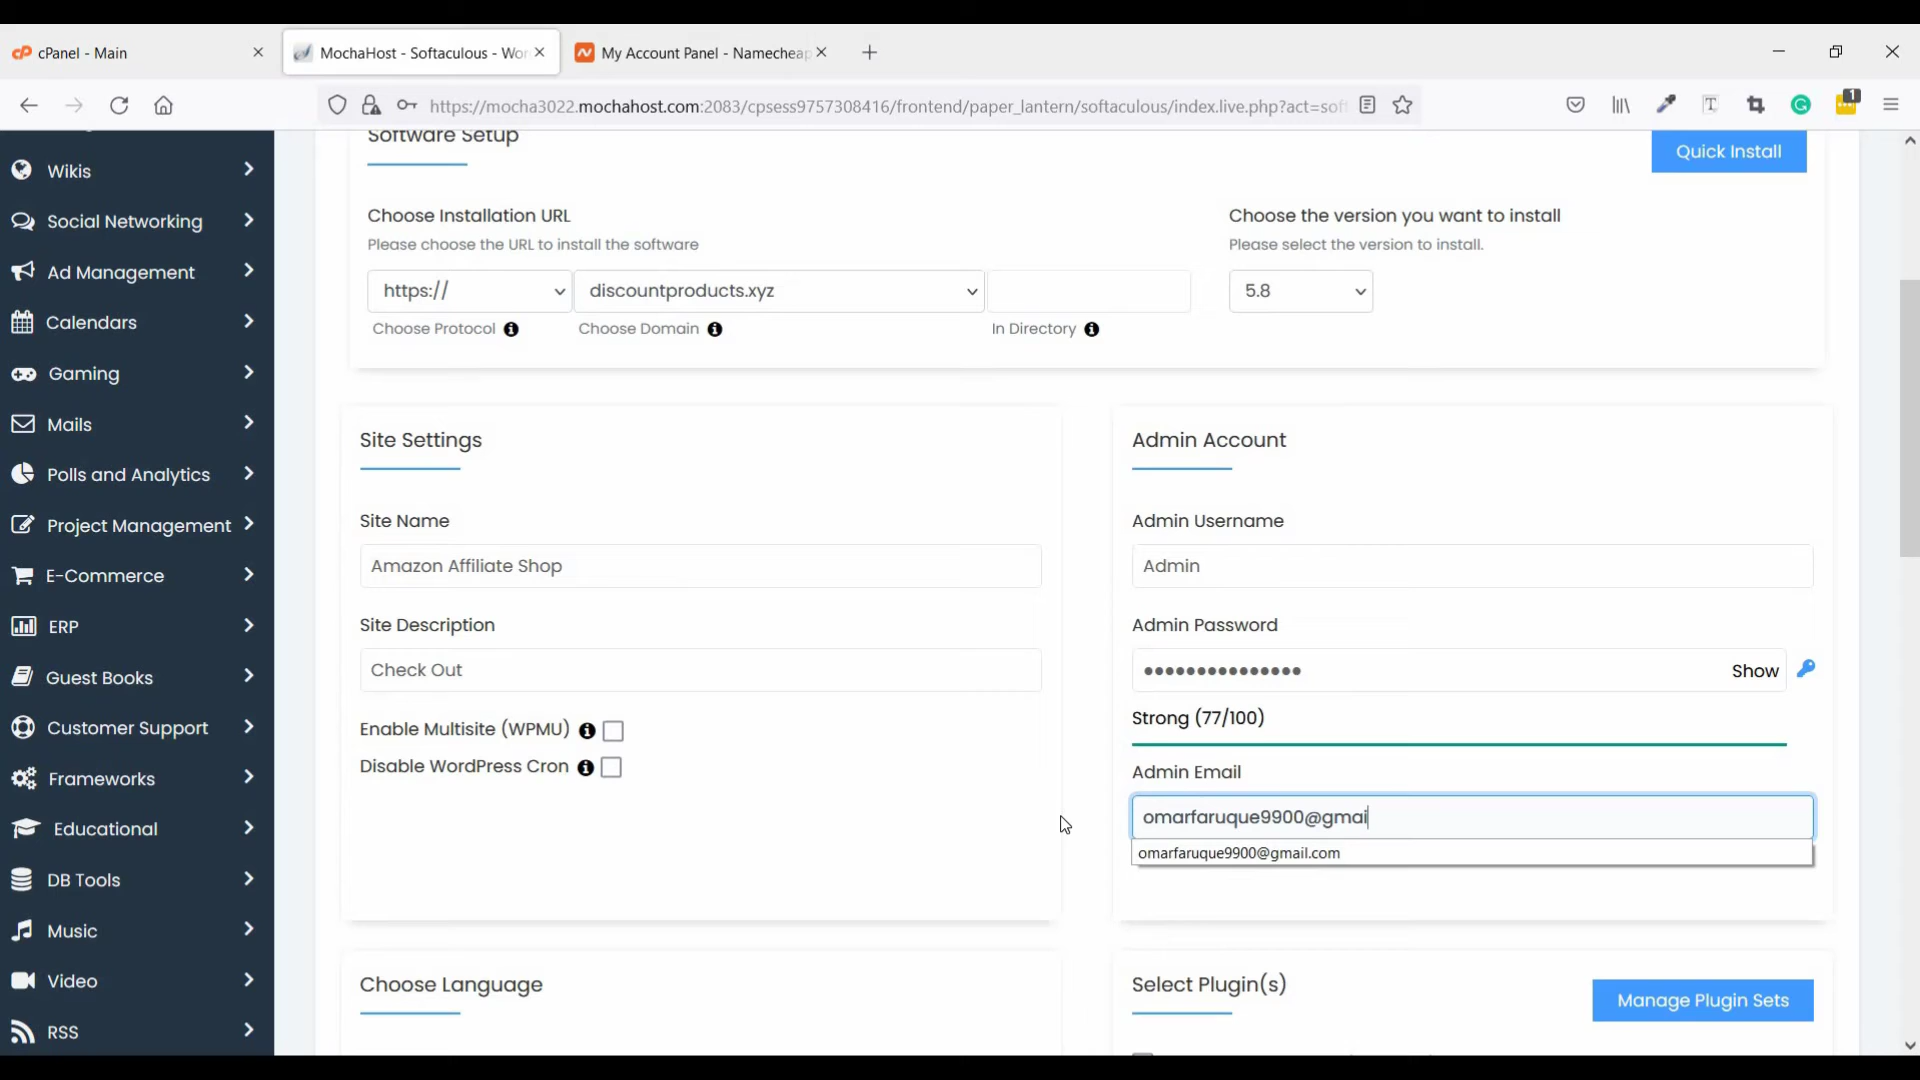 cPanel - Main
MochaHost - Softaculous - Wor
My Account Panel - Namecheap
https://mocha3022.mochahost.com:2083/cpsess9757308416/frontend/paper_lantern/softaculous/index.live.php?act=sof
1
Software Setup
Quick Install
Wikis
Social Networking
Ad Management
Calendars
Gaming
Mails
Polls and Analytics
Project Management
E-Commerce
ERP
Guest Books
Customer Support
Frameworks
Educational
DB Tools
Music
Video
RSS
Choose Installation URL
Please choose the URL to install the software
https://
discountproducts.xyz
Choose Protocol
Choose Domain
In Directory
Choose the version you want to install
Please select the version to install.
5.8
Site Settings
Site Name
Amazon Affiliate Shop
Site Description
Check Out
Enable Multisite (WPMU)
Disable WordPress Cron
Admin Account
Admin Username
Admin
Admin Password
Show
Strong (77/100)
Admin Email
omarfaruque9900@gmai
omarfaruque9900@gmail.com
Choose Language
Select Plugin(s)
Manage Plugin Sets